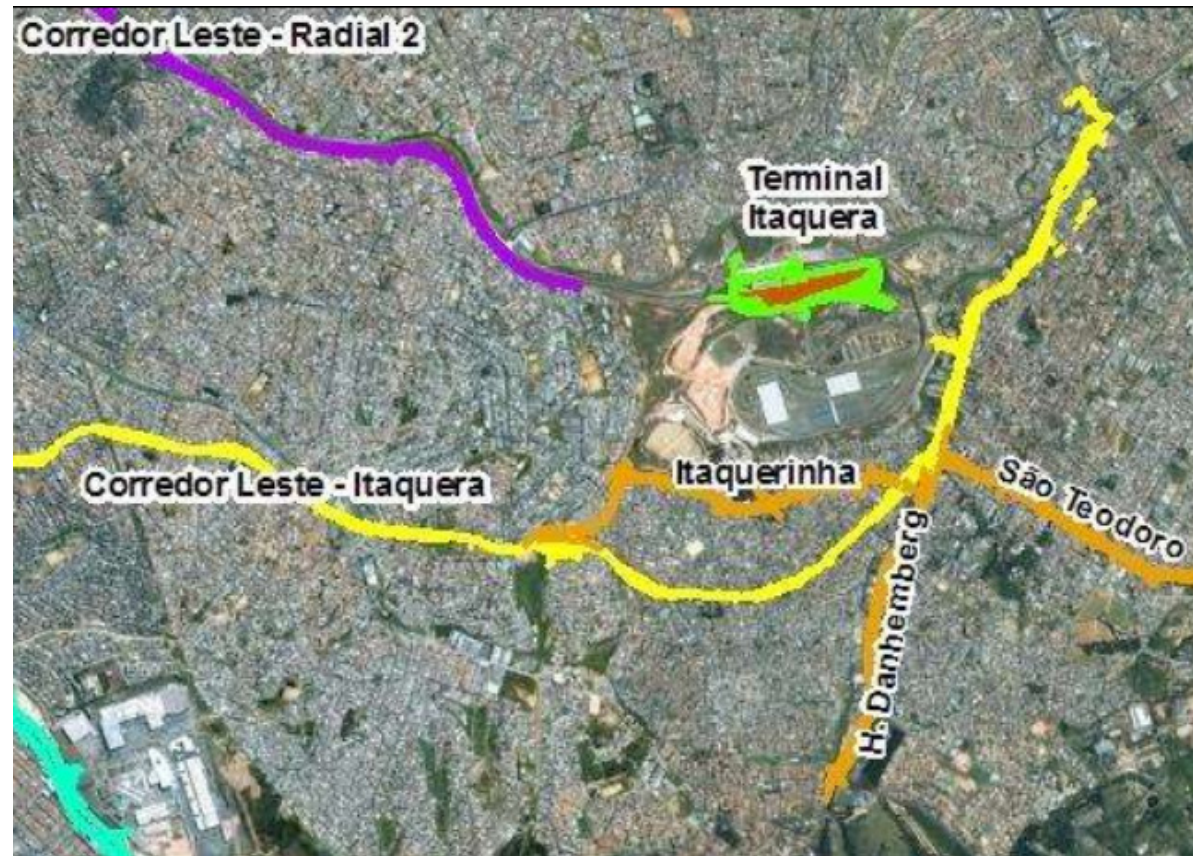 Corredor Leste - Radial 2
Terminal
Itaquera
Corredor Leste - Itaquera
Itaquerinha
São Teodoro
H. Danhemberg